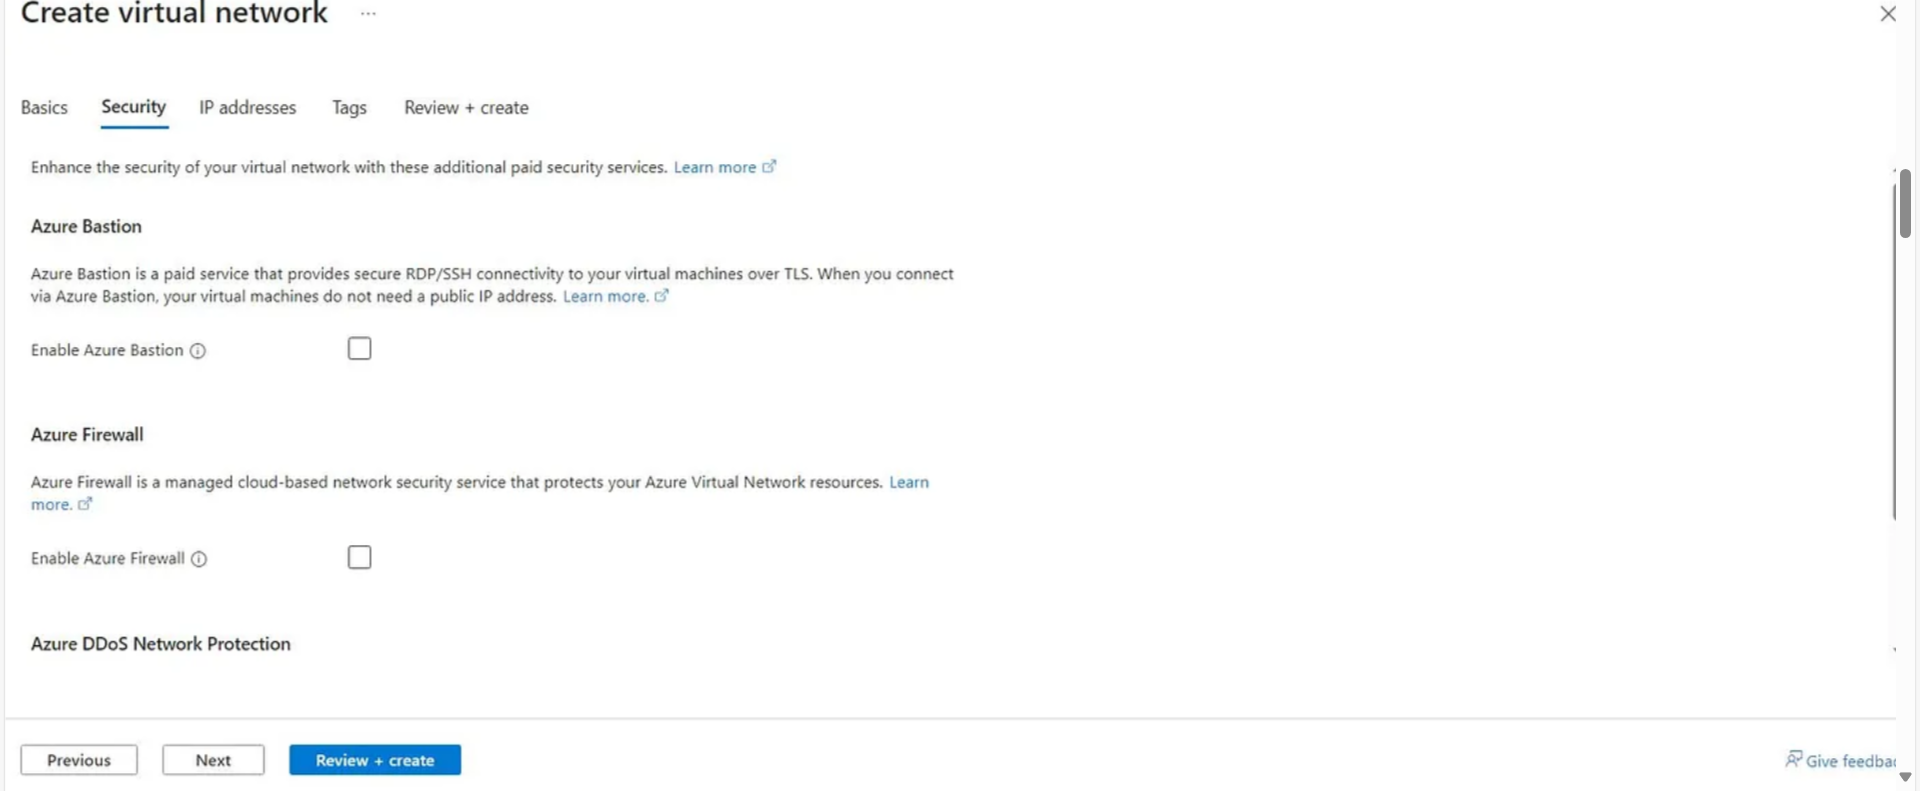 Create virtual network ...
Basics Security IP addresses Tags Review + create
Enhance the security of your virtual network with these additional paid security services. Learn more
Azure Bastion
Azure Bastion is a paid service that provides secure RDP/SSH connectivity to your virtual machines over TLS. When you connect
via Azure Bastion, your virtual machines do not need a public IP address. Learn more.
Enable Azure Bastion
Azure Firewall
Azure Firewall is a managed cloud-based network security service that protects your Azure Virtual Network resources. Learn
more.
Enable Azure Firewall
Azure DDoS Network Protection
Previous Next Review + create
Give feedbac